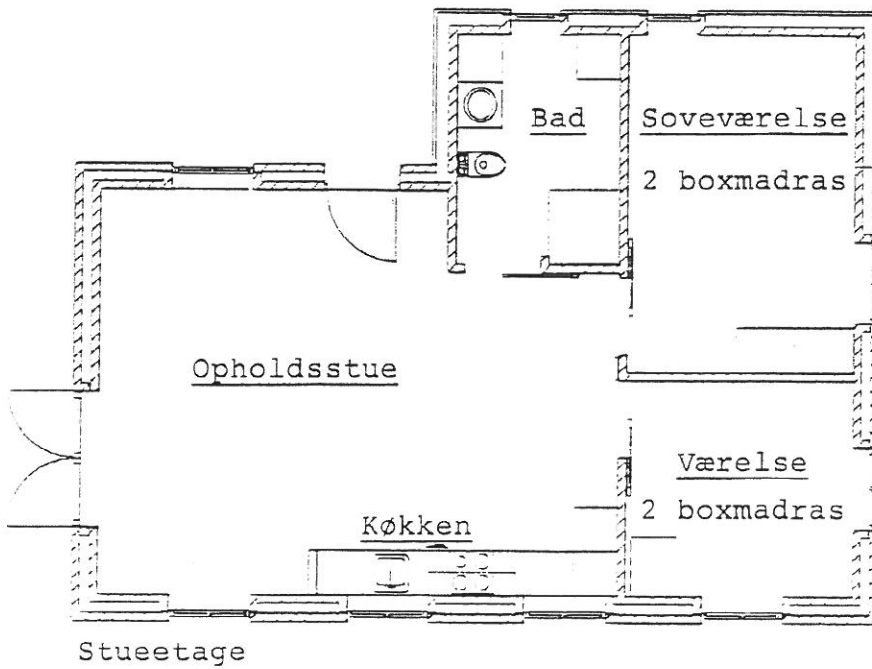 Bad
Soveværelse
2 boxmadras
Opholdsstue
Værelse
2 boxmadras
Køkken
Stueetage